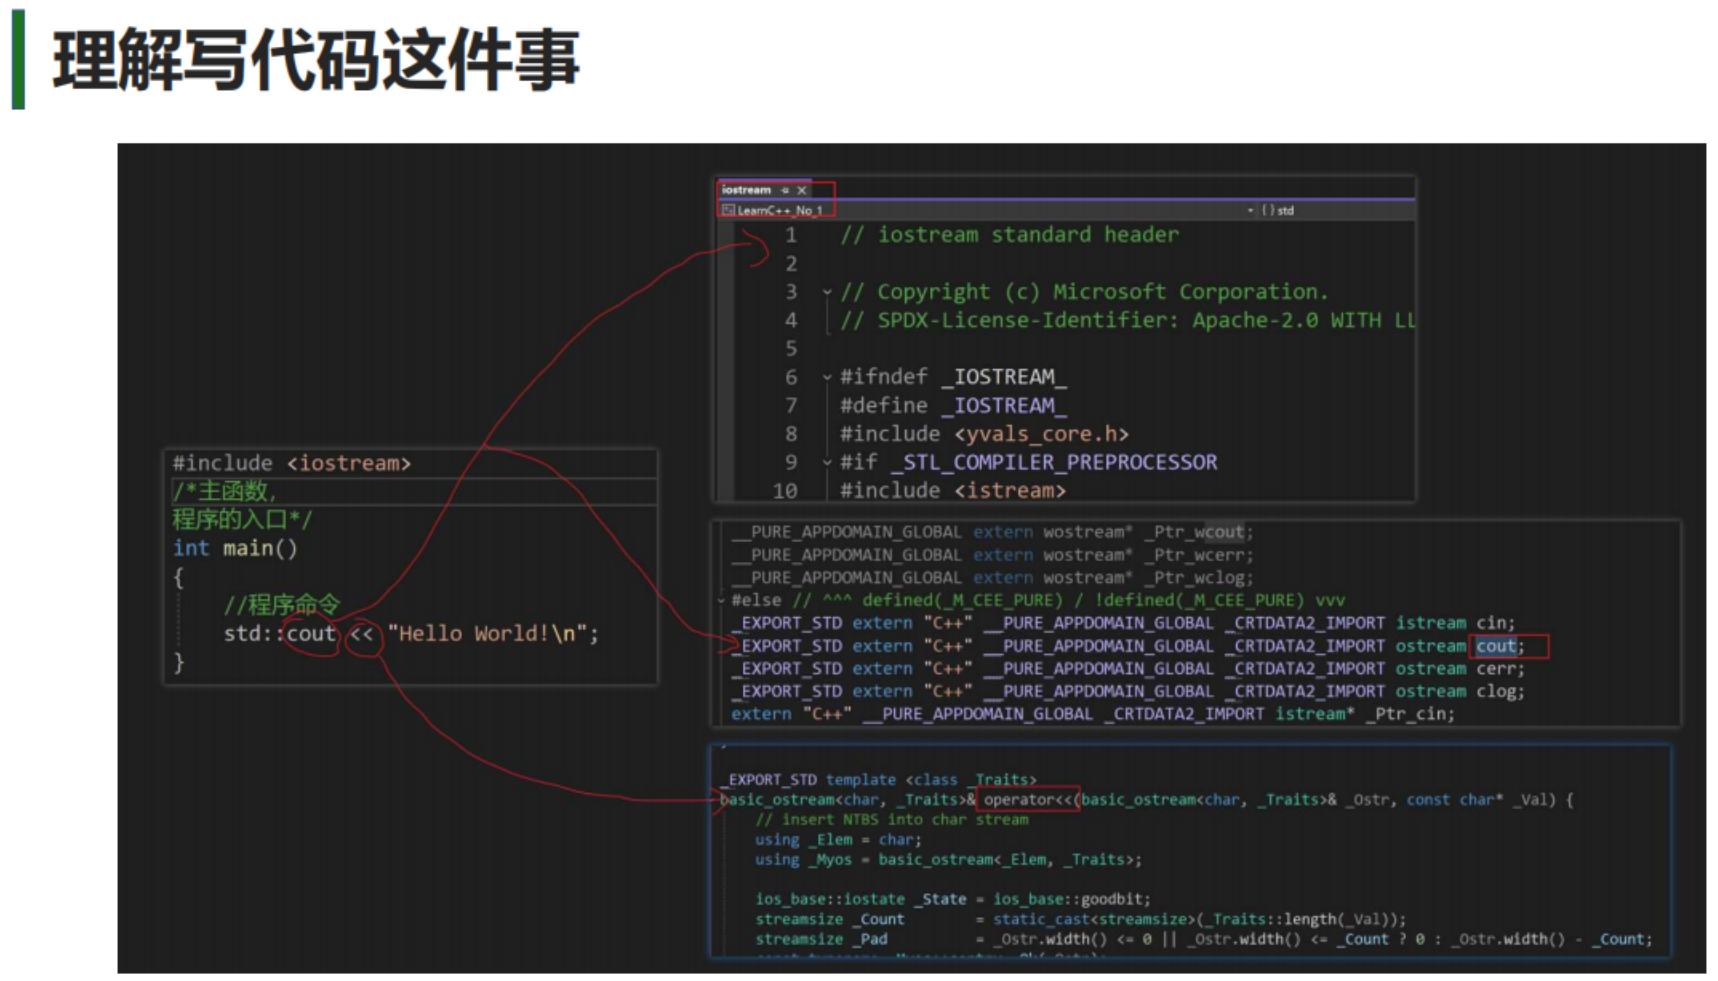 理解写代码这件事
#include <iostream>
/*主函数,
程序的入口*/
int main()
{
//程序命令
std::cout << "Hello World!\n";
}
iostream
LearnC++_No_1
{ } std
1 // iostream standard header
2
3 // Copyright (c) Microsoft Corporation.
4 // SPDX-License-Identifier: Apache-2.0 WITH LL
5
6 #ifndef _IOSTREAM_
7 #define _IOSTREAM_
8 #include <yvals_core.h>
9 #if _STL_COMPILER_PREPROCESSOR
10 #include <istream>
__PURE_APPDOMAIN_GLOBAL extern wostream* _Ptr_wcout;
__PURE_APPDOMAIN_GLOBAL extern wostream* _Ptr_wcerr;
__PURE_APPDOMAIN_GLOBAL extern wostream* _Ptr_wclog;
#else // ^^^ defined(_M_CEE_PURE) / !defined(_M_CEE_PURE) vvv
_EXPORT_STD extern "C++" __PURE_APPDOMAIN_GLOBAL _CRTDATA2_IMPORT istream cin;
_EXPORT_STD extern "C++" __PURE_APPDOMAIN_GLOBAL _CRTDATA2_IMPORT ostream cout;
_EXPORT_STD extern "C++" __PURE_APPDOMAIN_GLOBAL _CRTDATA2_IMPORT ostream cerr;
_EXPORT_STD extern "C++" __PURE_APPDOMAIN_GLOBAL _CRTDATA2_IMPORT ostream clog;
extern "C++" __PURE_APPDOMAIN_GLOBAL _CRTDATA2_IMPORT istream* _Ptr_cin;
_EXPORT_STD template <class _Traits>
basic_ostream<char, _Traits>& operator<<(basic_ostream<char, _Traits>& _Ostr, const char* _Val) {
// insert NTBS into char stream
using _Elem = char;
using _Myos = basic_ostream<_Elem, _Traits>;
ios_base::iostate _State = ios_base::goodbit;
streamsize _Count = static_cast<streamsize>(_Traits::length(_Val));
streamsize _Pad = _Ostr.width() <= 0 || _Ostr.width() <= _Count ? 0 : _Ostr.width() - _Count;